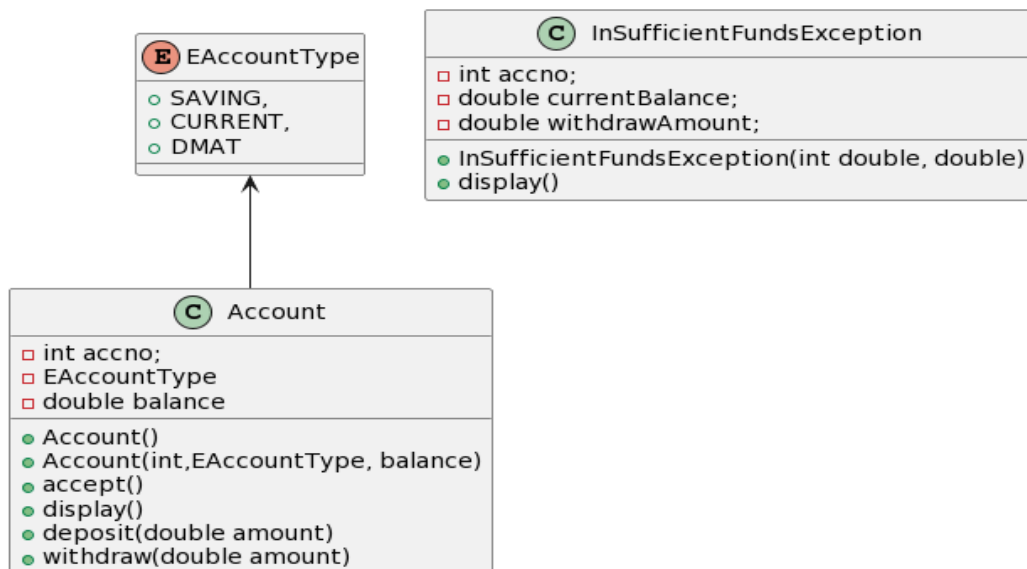 E EAccountType
SAVING,
CURRENT,
DMAT
C InSufficientFundsException
int accno;
double currentBalance;
double withdrawAmount;
InSufficientFundsException(int double, double)
display()
C Account
int accno;
EAccountType
double balance
Account()
Account(int,EAccountType, balance)
accept()
display()
deposit(double amount)
withdraw(double amount)